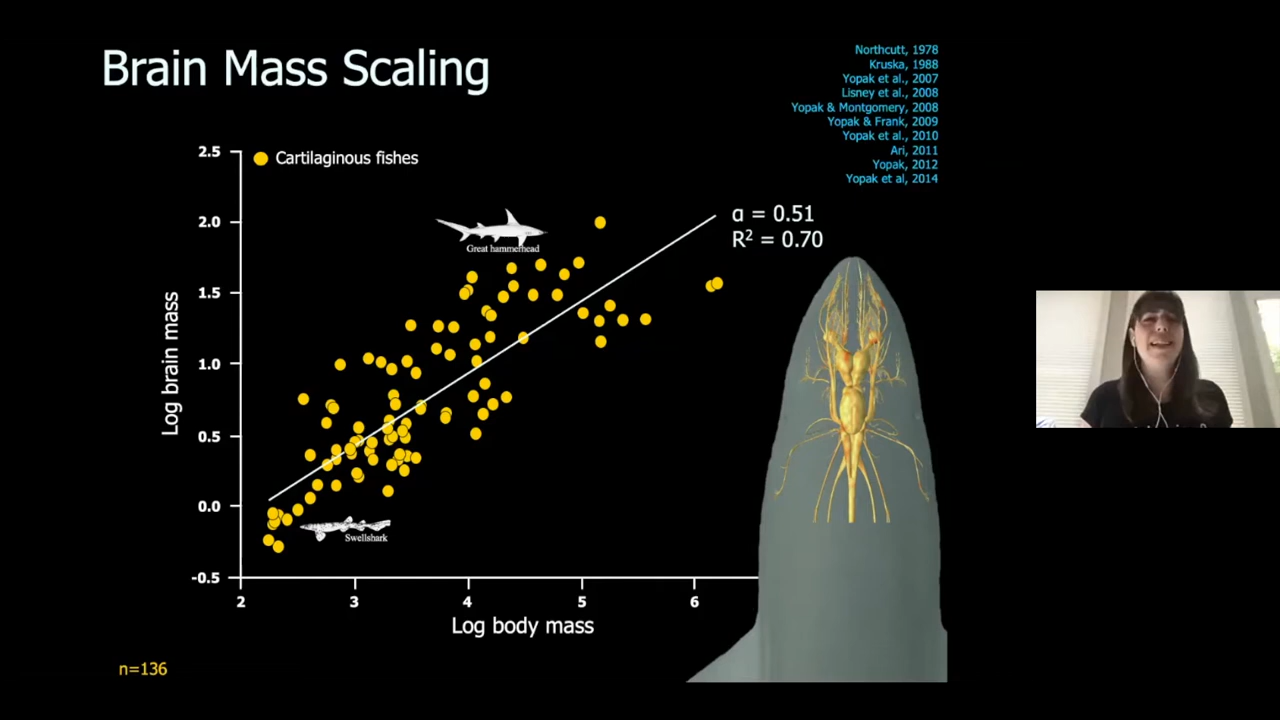 Brain Mass Scaling
Northcutt, 1978
Kruska, 1988
Yopak et al., 2007
Lisney et al., 2008
Yopak & Montgomery, 2008
Yopak & Frank, 2009
Yopak et al., 2010
Ari, 2011
Yopak, 2012
Yopak et al, 2014
Cartilaginous fishes
2.5
2.0
1.5
1.0
0.5
0.0
-0.5
Log brain mass
Great hammerhead
α = 0.51
R² = 0.70
Swellshark
2
3
4
5
6
Log body mass
n=136